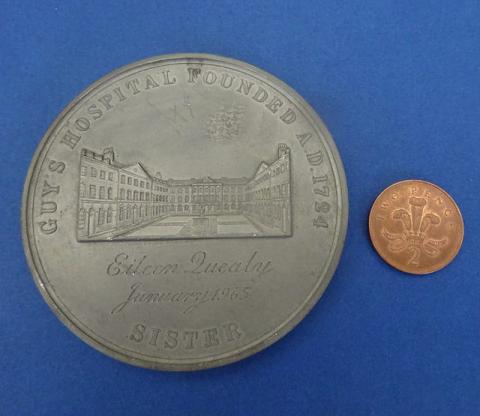 GUY'S HOSPITAL FOUNDED A.D. 1724
Eileen Quealy
January 1965
SISTER
TWO PENCE
2